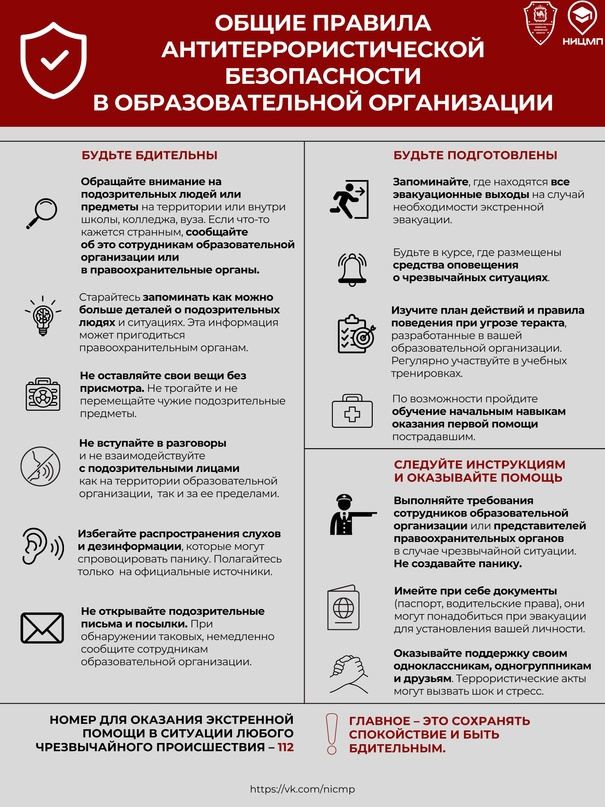 ОБЩИЕ ПРАВИЛА
АНТИТЕРРОРИСТИЧЕСКОЙ
БЕЗОПАСНОСТИ
В ОБРАЗОВАТЕЛЬНОЙ ОРГАНИЗАЦИИ
НИЦМП
БУДЬТЕ БДИТЕЛЬНЫ
Обращайте внимание на
подозрительных людей или
предметы на территории или внутри
школы, колледжа, вуза. Если что-то
кажется странным, сообщайте
об это сотрудникам образовательной
организации или
в правоохранительные органы.
Старайтесь запоминать как можно
больше деталей о подозрительных
людях и ситуациях. Эта информация
может пригодиться
правоохранительным органам.
Не оставляйте свои вещи без
присмотра. Не трогайте и не
перемещайте чужие подозрительные
предметы.
Не вступайте в разговоры
и не взаимодействуйте
с подозрительными лицами
как на территории образовательной
организации, так и за ее пределами.
Избегайте распространения слухов
и дезинформации, которые могут
спровоцировать панику. Полагайтесь
только на официальные источники.
Не открывайте подозрительные
письма и посылки. При
обнаружении таковых, немедленно
сообщите сотрудникам
образовательной организации.
БУДЬТЕ ПОДГОТОВЛЕНЫ
Запоминайте, где находятся все
эвакуационные выходы на случай
необходимости экстренной
эвакуации.
Будьте в курсе, где размещены
средства оповещения
о чрезвычайных ситуациях.
Изучите план действий и правила
поведения при угрозе теракта,
разработанные в вашей
образовательной организации.
Регулярно участвуйте в учебных
тренировках.
По возможности пройдите
обучение начальным навыкам
оказания первой помощи
пострадавшим.
СЛЕДУЙТЕ ИНСТРУКЦИЯМ
И ОКАЗЫВАЙТЕ ПОМОЩЬ
Выполняйте требования
сотрудников образовательной
организации или представителей
правоохранительных органов
в случае чрезвычайной ситуации.
Не создавайте панику.
Имейте при себе документы
(паспорт, водительские права), они
могут понадобиться при эвакуации
для установления вашей личности.
Оказывайте поддержку своим
одноклассникам, одногруппникам
и друзьям. Террористические акты
могут вызвать шок и стресс.
НОМЕР ДЛЯ ОКАЗАНИЯ ЭКСТРЕННОЙ
ПОМОЩИ В СИТУАЦИИ ЛЮБОГО
ЧРЕЗВЫЧАЙНОГО ПРОИСШЕСТВИЯ – 112
ГЛАВНОЕ – ЭТО СОХРАНЯТЬ
СПОКОЙСТВИЕ И БЫТЬ
БДИТЕЛЬНЫМ.
https://vk.com/nicmp